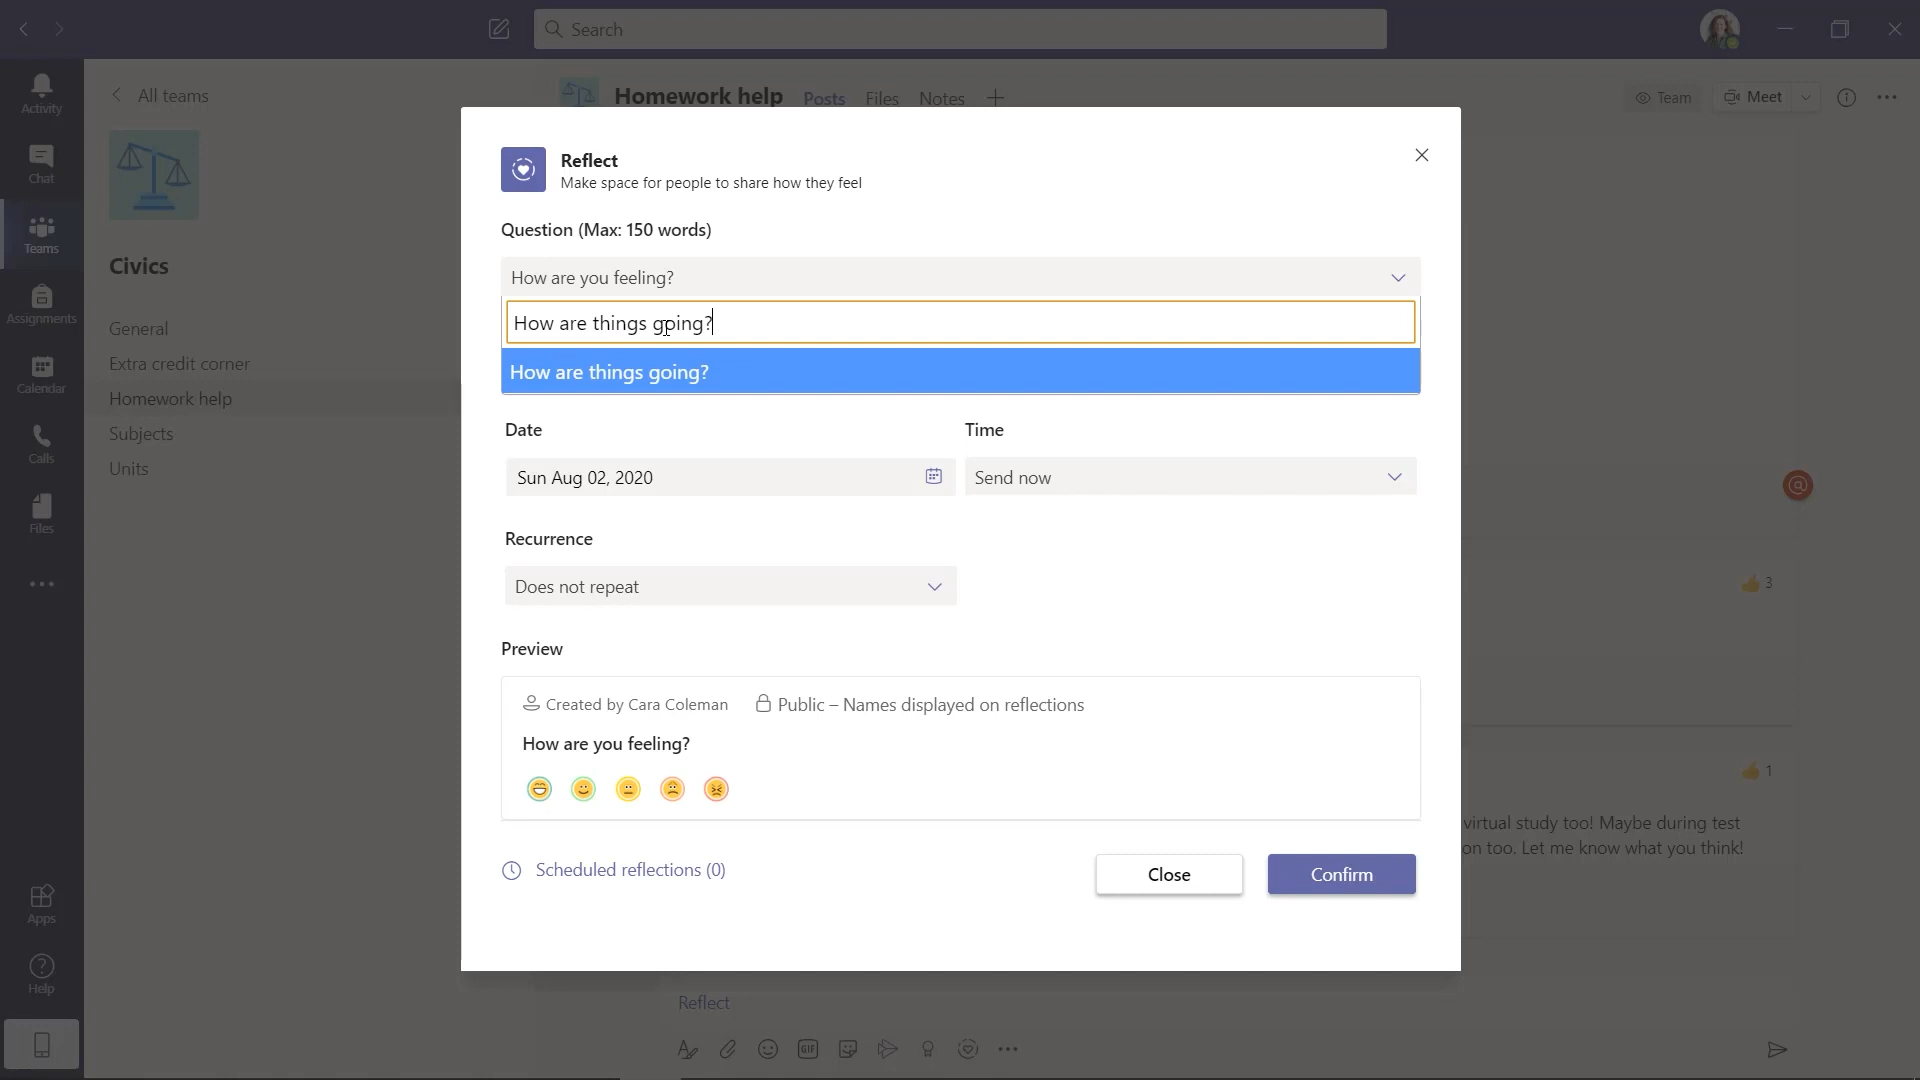 Search
Activity
Chat
Teams
Assignments
Calendar
Calls
Files
Apps
Help
All teams
Civics
General
Extra credit corner
Homework help
Subjects
Units
Homework help Posts Files Notes
Team Meet
Reflect
Make space for people to share how they feel
Question (Max: 150 words)
How are you feeling?
How are things going?
How are things going?
Date Time
Sun Aug 02, 2020 Send now
Recurrence
Does not repeat
Preview
Created by Cara Coleman Public – Names displayed on reflections
How are you feeling?
Scheduled reflections (0) Close Confirm
3
1
virtual study too! Maybe during test
on too. Let me know what you think!
Reflect
GIF